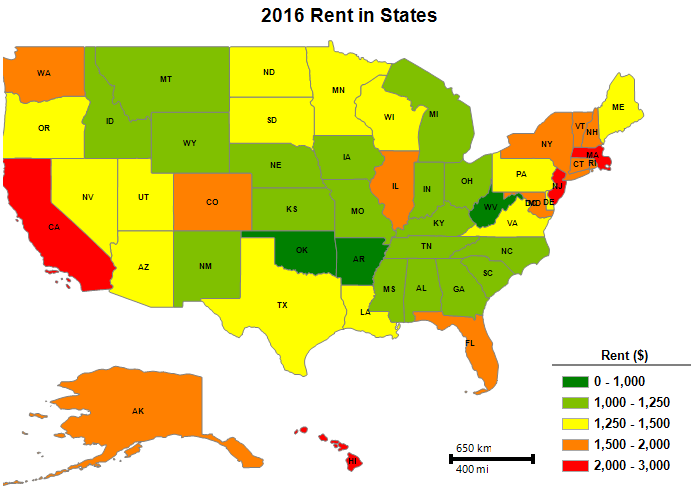 2016 Rent in States
WA
MT
ND
MN
ME
OR
ID
WY
SD
WI
MI
VT
NH
NY
MA
CT
RI
NV
UT
CO
NE
IA
IL
IN
OH
PA
NJ
CA
KS
MO
KY
WV
VA
MD
DE
AZ
NM
OK
AR
TN
NC
SC
TX
LA
MS
AL
GA
FL
AK
HI
Rent ($)
0 - 1,000
1,000 - 1,250
1,250 - 1,500
1,500 - 2,000
2,000 - 3,000
650 km
400 mi